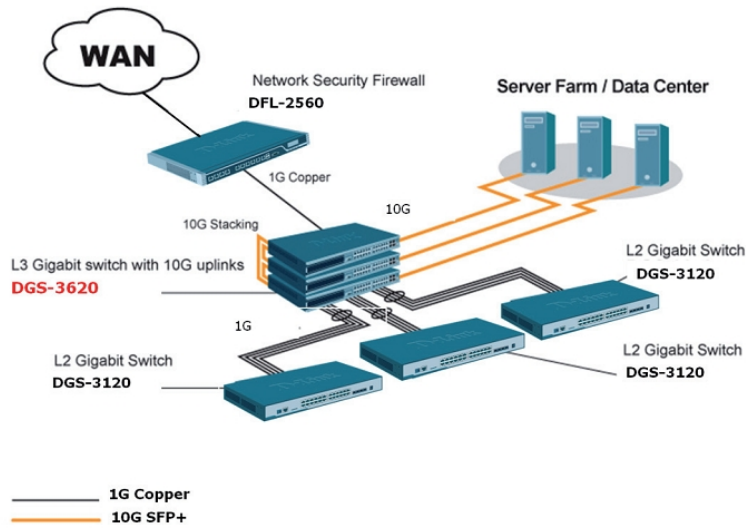 WAN
Network Security Firewall
DFL-2560
Server Farm / Data Center
1G Copper
10G
10G Stacking
L3 Gigabit switch with 10G uplinks
DGS-3620
L2 Gigabit Switch
DGS-3120
1G
L2 Gigabit Switch
DGS-3120
L2 Gigabit Switch
DGS-3120
1G Copper
10G SFP+